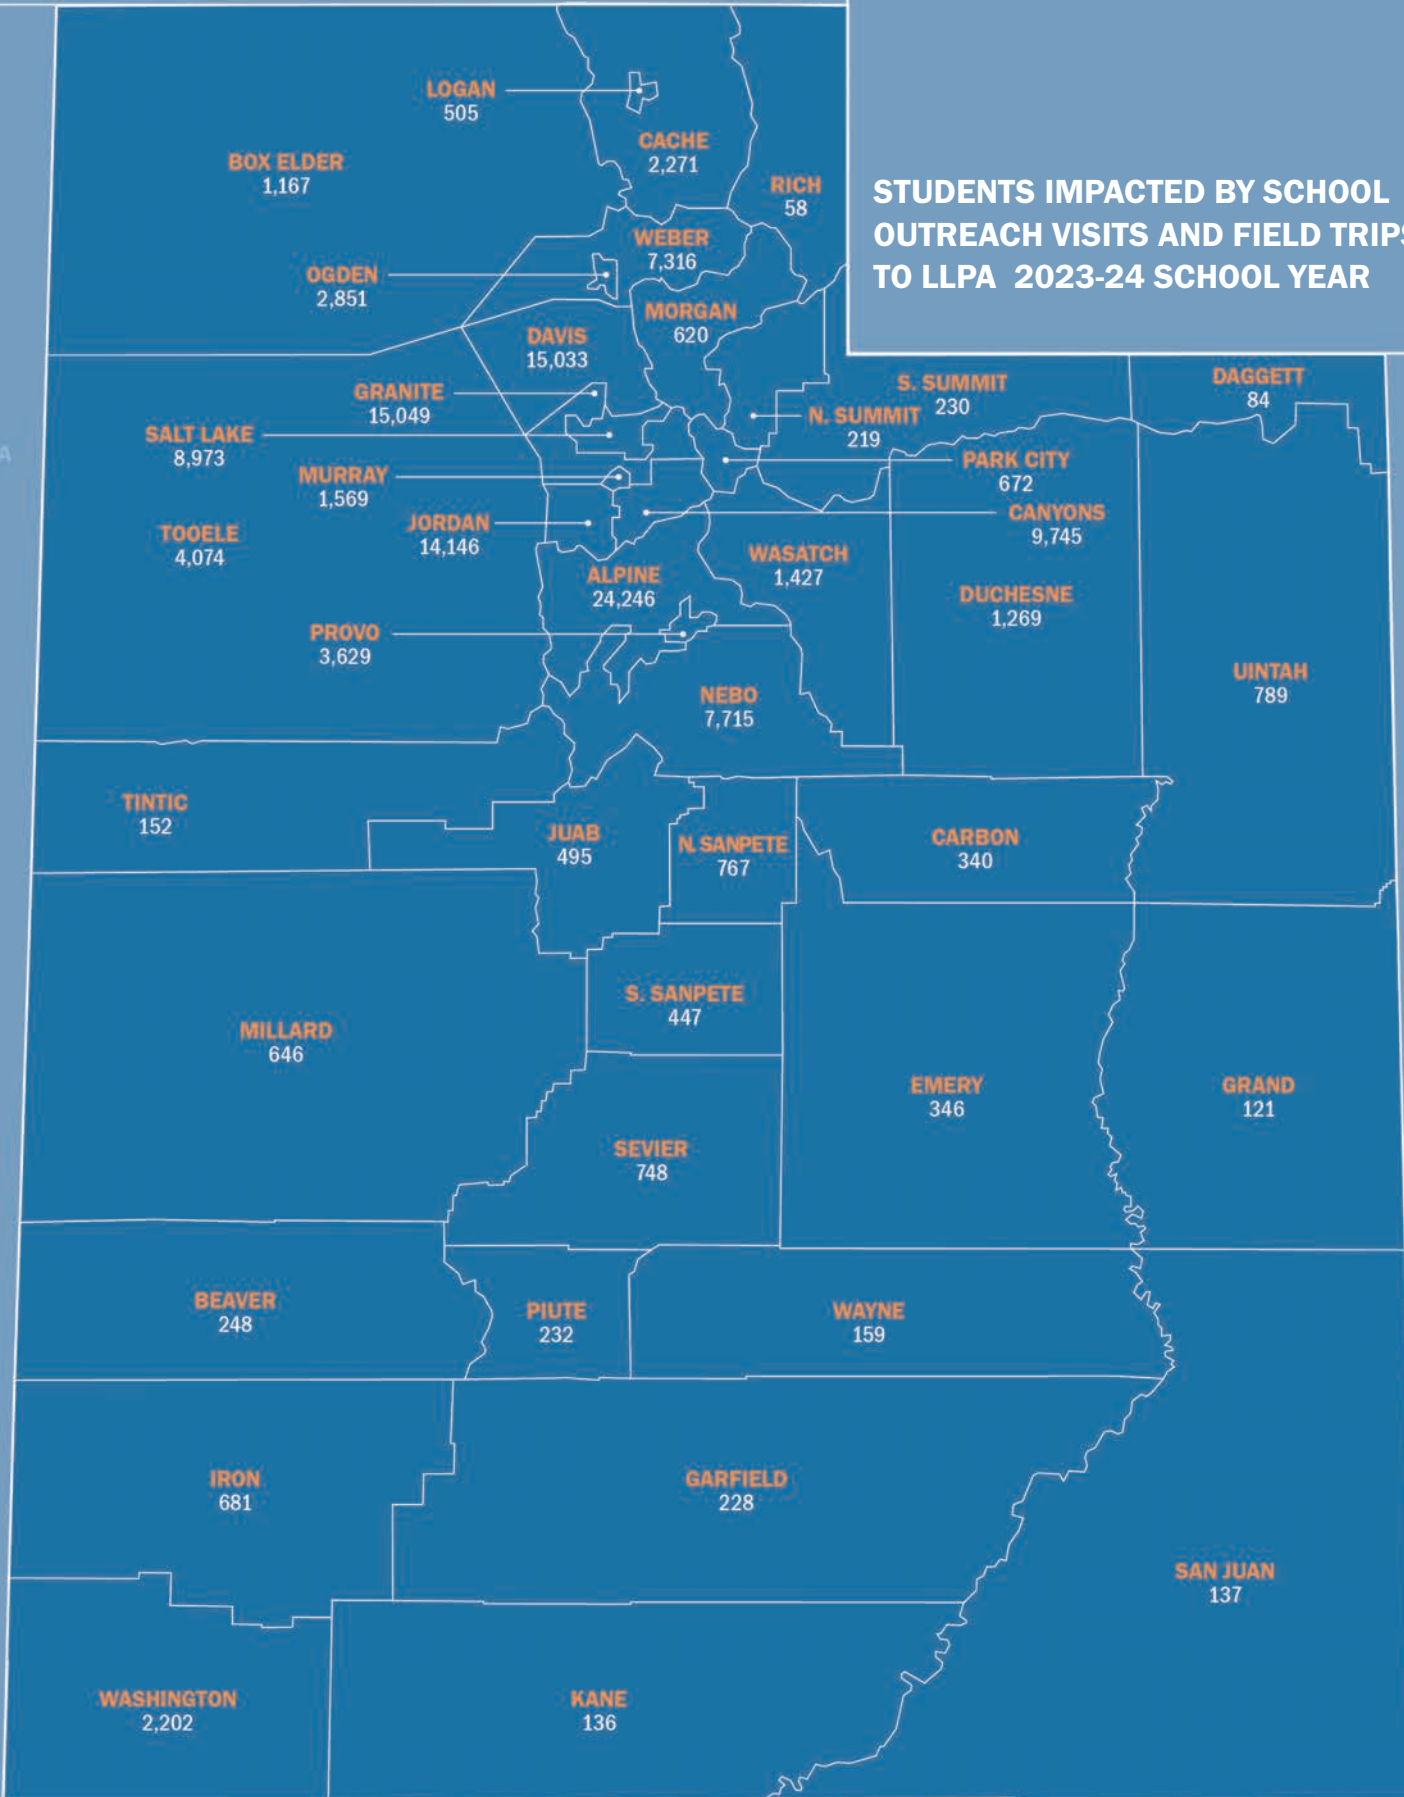 LOGAN
505
CACHE
2,271
BOX ELDER
1,167
RICH
58
STUDENTS IMPACTED BY SCHOOL
OUTREACH VISITS AND FIELD TRIPS
TO LLPA 2023-24 SCHOOL YEAR
WEBER
7,316
OGDEN
2,851
MORGAN
620
DAVIS
15,033
GRANITE
15,049
S. SUMMIT
230
DAGGETT
84
N. SUMMIT
219
SALT LAKE
8,973
PARK CITY
672
MURRAY
1,569
CANYONS
9,745
JORDAN
14,146
TOOELE
4,074
WASATCH
1,427
ALPINE
24,246
DUCHESNE
1,269
PROVO
3,629
UINTAH
789
NEBO
7,715
TINTIC
152
JUAB
495
N. SANPETE
767
CARBON
340
S. SANPETE
447
MILLARD
646
EMERY
346
GRAND
121
SEVIER
748
BEAVER
248
PIUTE
232
WAYNE
159
IRON
681
GARFIELD
228
SAN JUAN
137
WASHINGTON
2,202
KANE
136